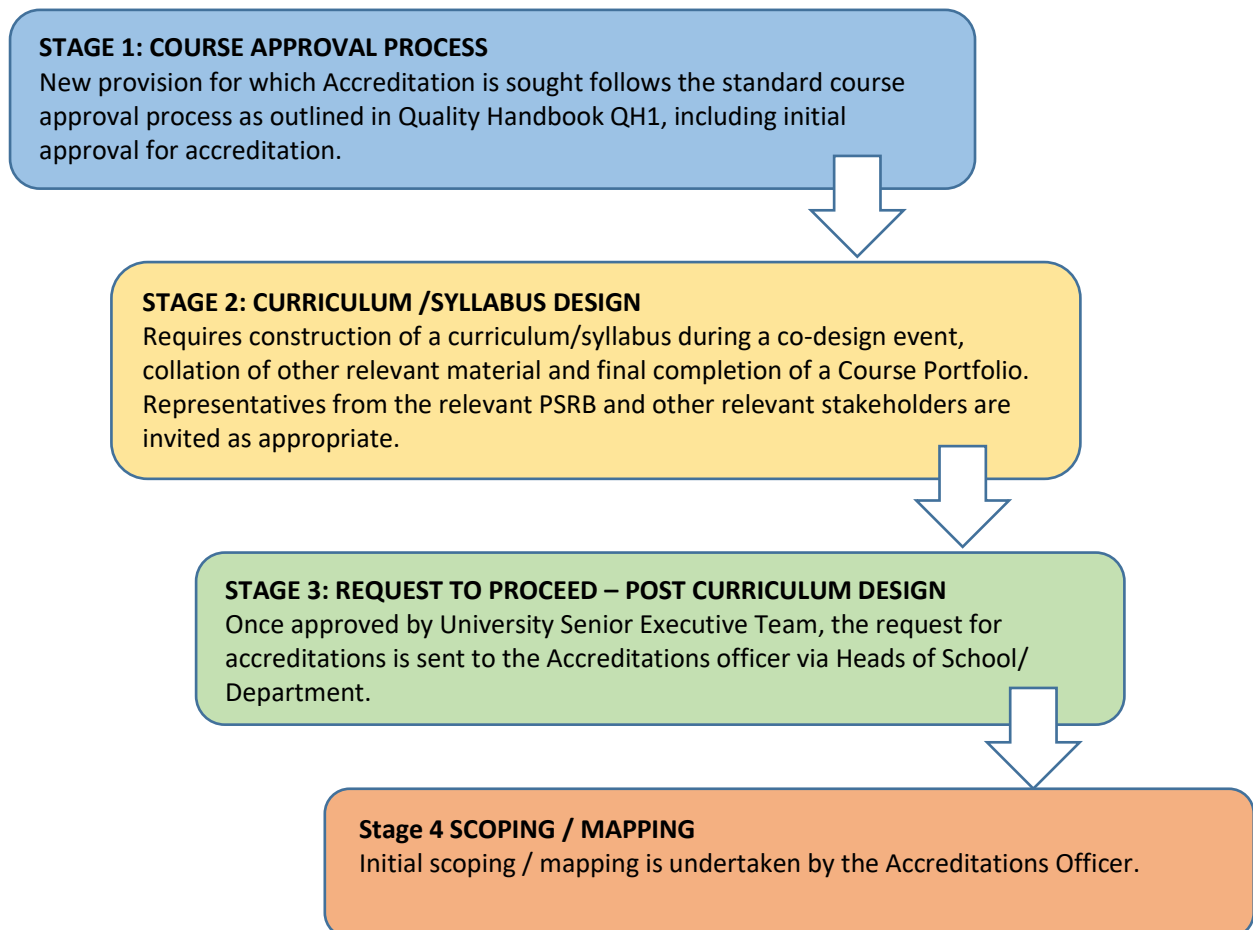 STAGE 1: COURSE APPROVAL PROCESS
New provision for which Accreditation is sought follows the standard course
approval process as outlined in Quality Handbook QH1, including initial
approval for accreditation.
STAGE 2: CURRICULUM /SYLLABUS DESIGN
Requires construction of a curriculum/syllabus during a co-design event,
collation of other relevant material and final completion of a Course Portfolio.
Representatives from the relevant PSRB and other relevant stakeholders are
invited as appropriate.
STAGE 3: REQUEST TO PROCEED – POST CURRICULUM DESIGN
Once approved by University Senior Executive Team, the request for
accreditations is sent to the Accreditations officer via Heads of School/
Department.
Stage 4 SCOPING / MAPPING
Initial scoping / mapping is undertaken by the Accreditations Officer.